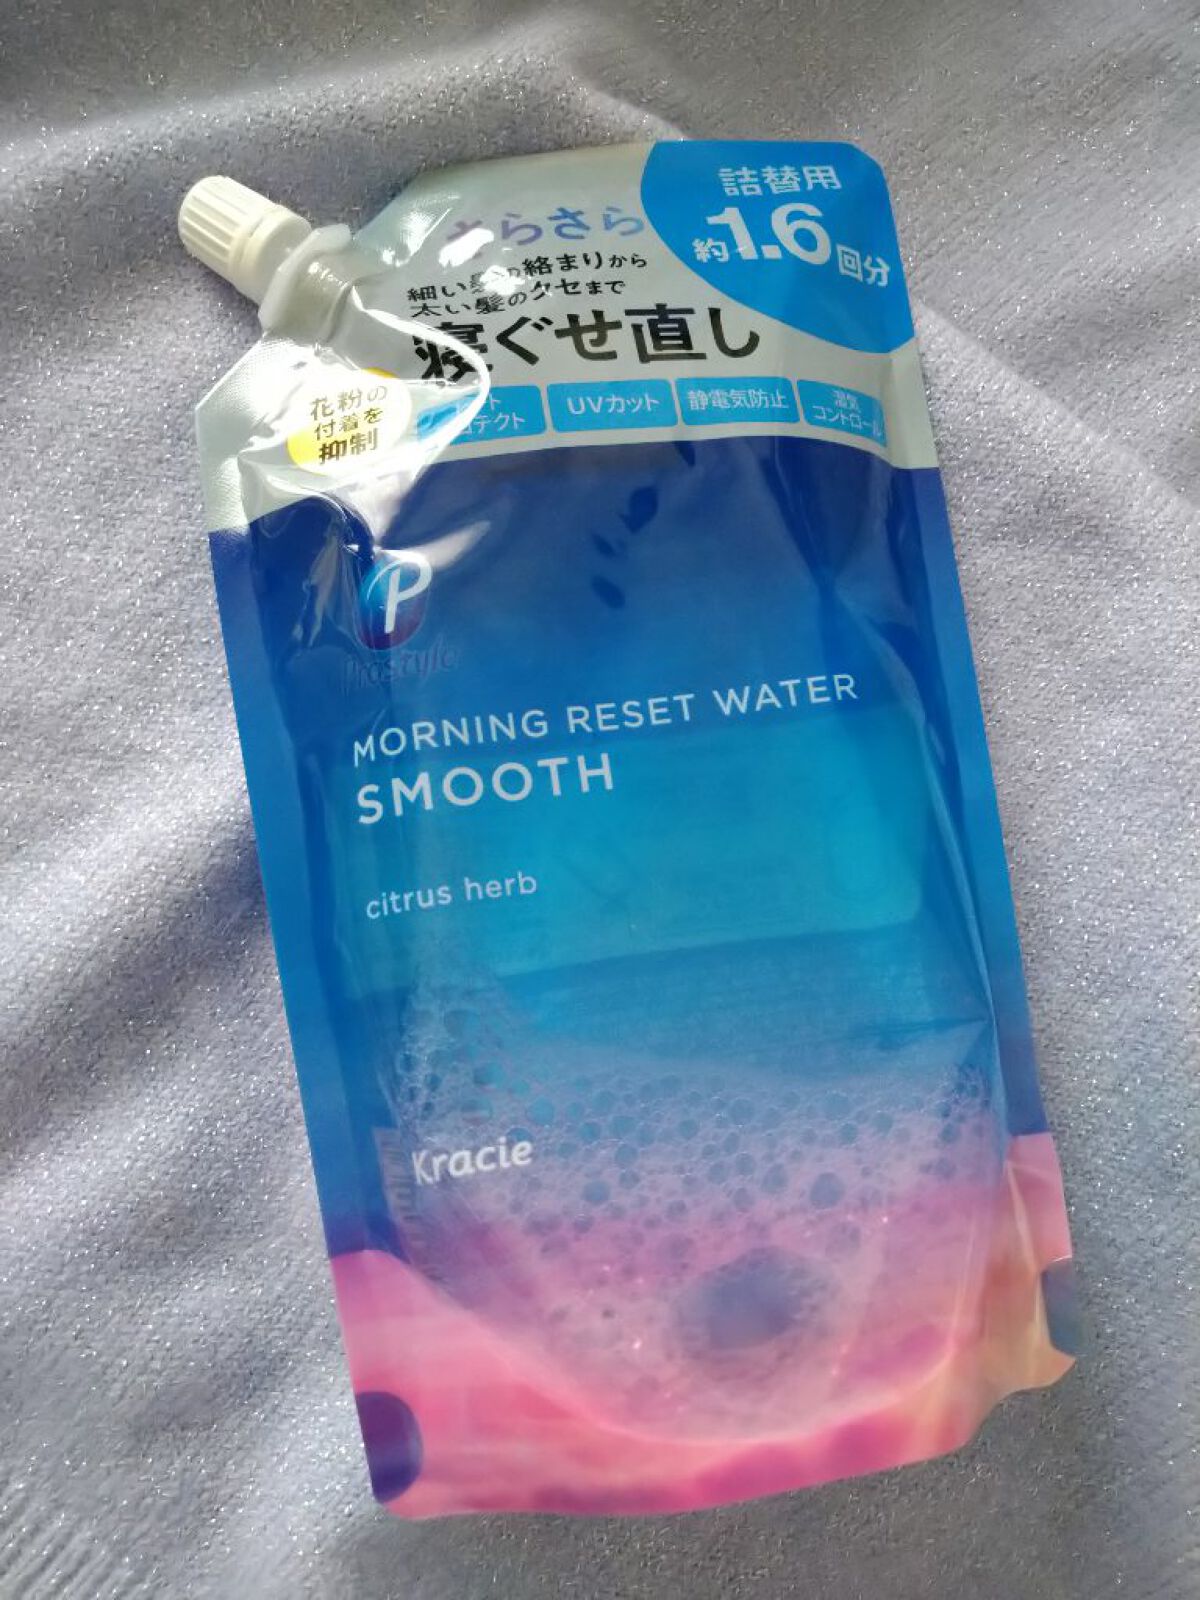 詰替用
約1.6回分
さらさら
細い髪の絡まりから
太い髪のクセまで
寝ぐせ直し
花粉の
付着を
抑制
UVカット
静電気防止
湿気
コントロール
P
Prostyle
MORNING RESET WATER
SMOOTH
citrus herb
Kracie